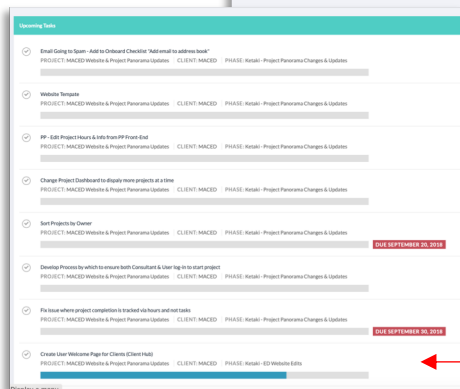 Upcoming Tasks
Email Going to Spam - Add to Onboard Checklist "Add email to address book"
PROJECT: MACED Website & Project Panorama Updates CLIENT: MACED PHASE: Ketaki - Project Panorama Changes & Updates
Website Tempate
PROJECT: MACED Website & Project Panorama Updates CLIENT: MACED PHASE: Ketaki - Project Panorama Changes & Updates
PP - Edit Project Hours & Info from PP Front-End
PROJECT: MACED Website & Project Panorama Updates CLIENT: MACED PHASE: Ketaki - Project Panorama Changes & Updates
Change Project Dashboard to dispaly more projects at a time
PROJECT: MACED Website & Project Panorama Updates CLIENT: MACED PHASE: Ketaki - Project Panorama Changes & Updates
Sort Projects by Owner
PROJECT: MACED Website & Project Panorama Updates CLIENT: MACED PHASE: Ketaki - Project Panorama Changes & Updates
DUE SEPTEMBER 20, 2018
Develop Process by which to ensure both Consultant & User log-in to start project
PROJECT: MACED Website & Project Panorama Updates CLIENT: MACED PHASE: Ketaki - Project Panorama Changes & Updates
Fix issue where project completion is tracked via hours and not tasks
PROJECT: MACED Website & Project Panorama Updates CLIENT: MACED PHASE: Ketaki - Project Panorama Changes & Updates
DUE SEPTEMBER 30, 2018
Create User Welcome Page for Clients (Client Hub)
PROJECT: MACED Website & Project Panorama Updates CLIENT: MACED PHASE: Ketaki - ED Website Edits
Display a menu